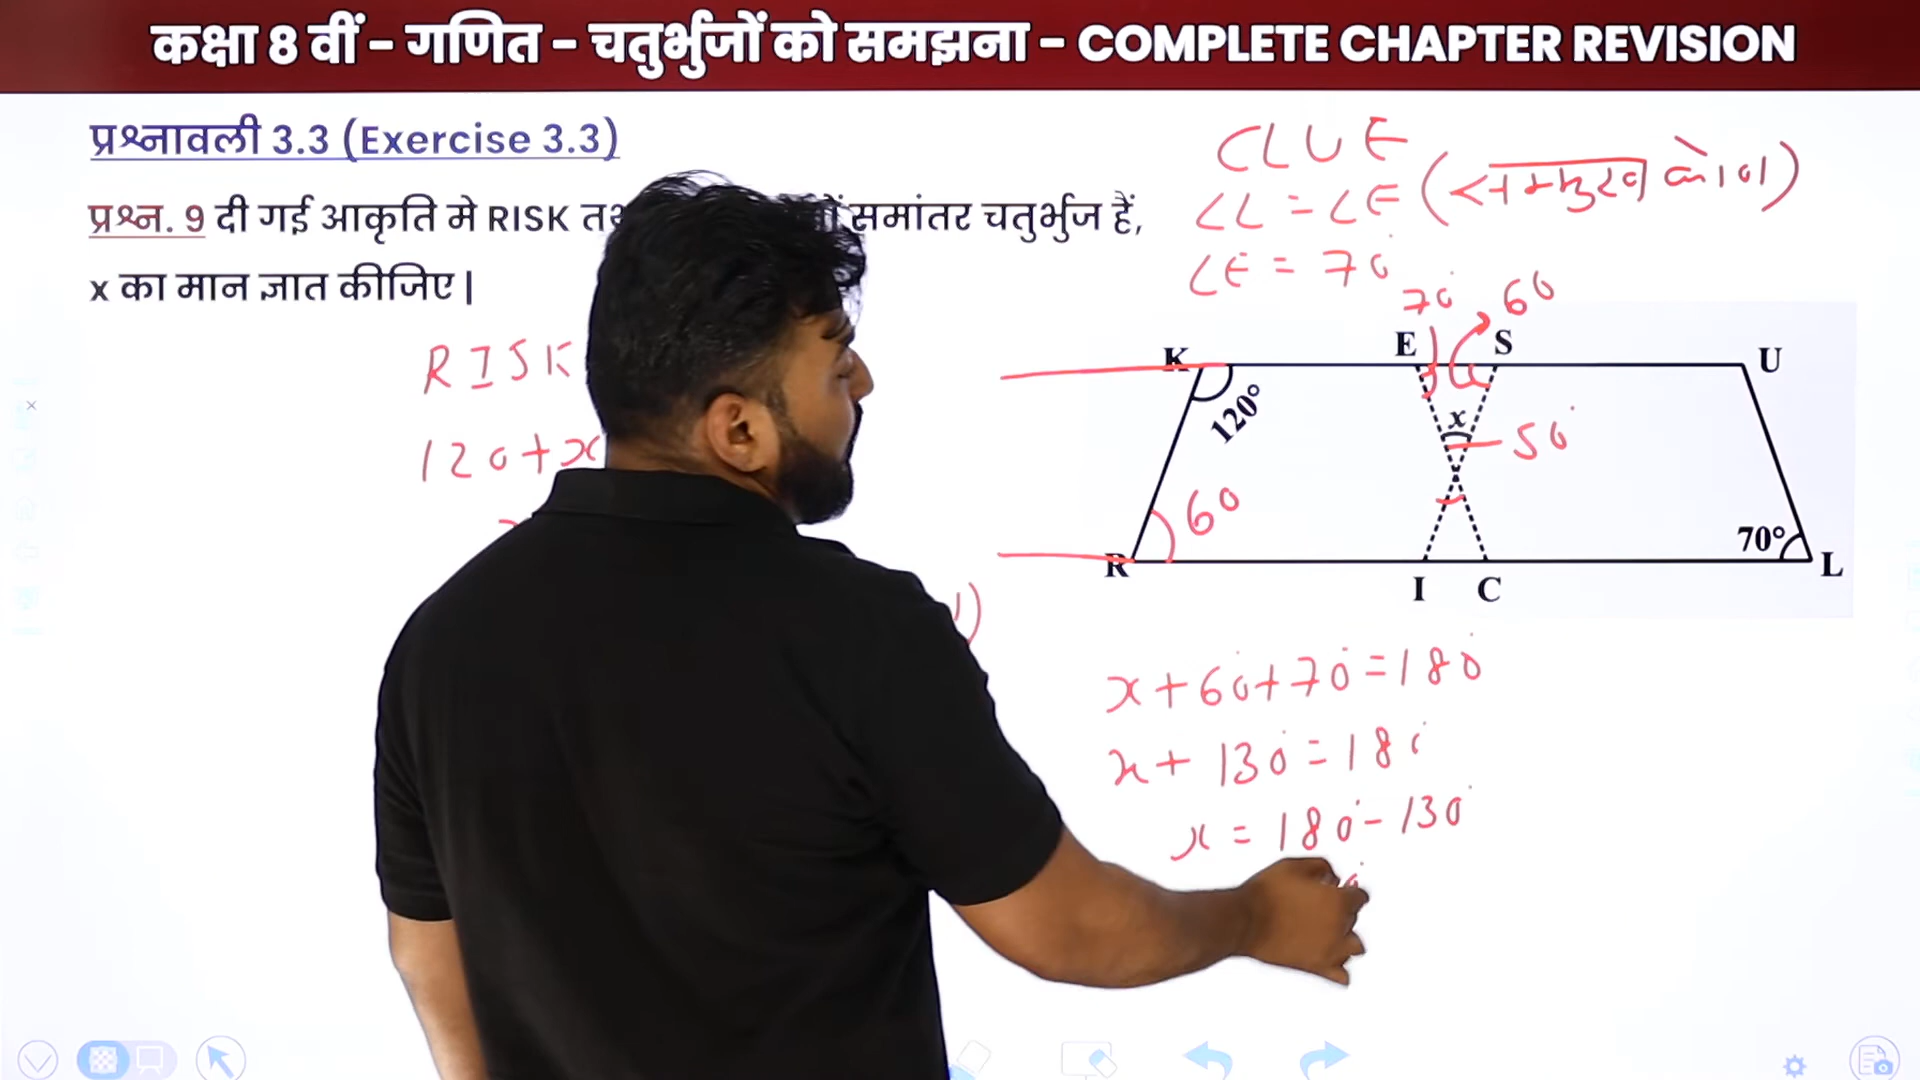 कक्षा 8 वीं – गणित – चतुर्भुजों को समझना – COMPLETE CHAPTER REVISION
प्रश्नावली 3.3 (Exercise 3.3)
प्रश्न. 9 दी गई आकृति मे RISK समांतर चतुर्भुज हैं,
x का मान ज्ञात कीजिए |
CLUE
∠L = ∠E (सम्मुख कोण)
∠E = 70°
RISK
120+x
70° 60°
K E S U
120°
x
50°
60
70°
R I C L
x+60°+70°=180°
x+130°=180
x = 180°-130°